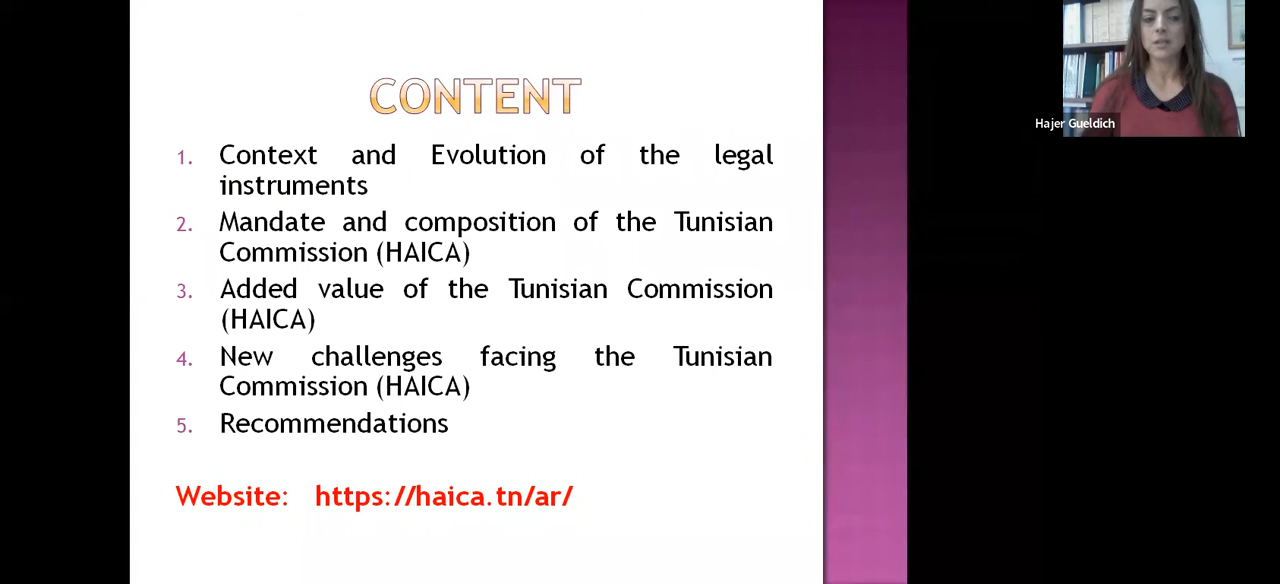 CONTENT
1. Context and Evolution of the legal
instruments
2. Mandate and composition of the Tunisian
Commission (HAICA)
3. Added value of the Tunisian Commission
(HAICA)
4. New challenges facing the Tunisian
Commission (HAICA)
5. Recommendations
Website: https://haica.tn/ar/
Hajer Gueldich